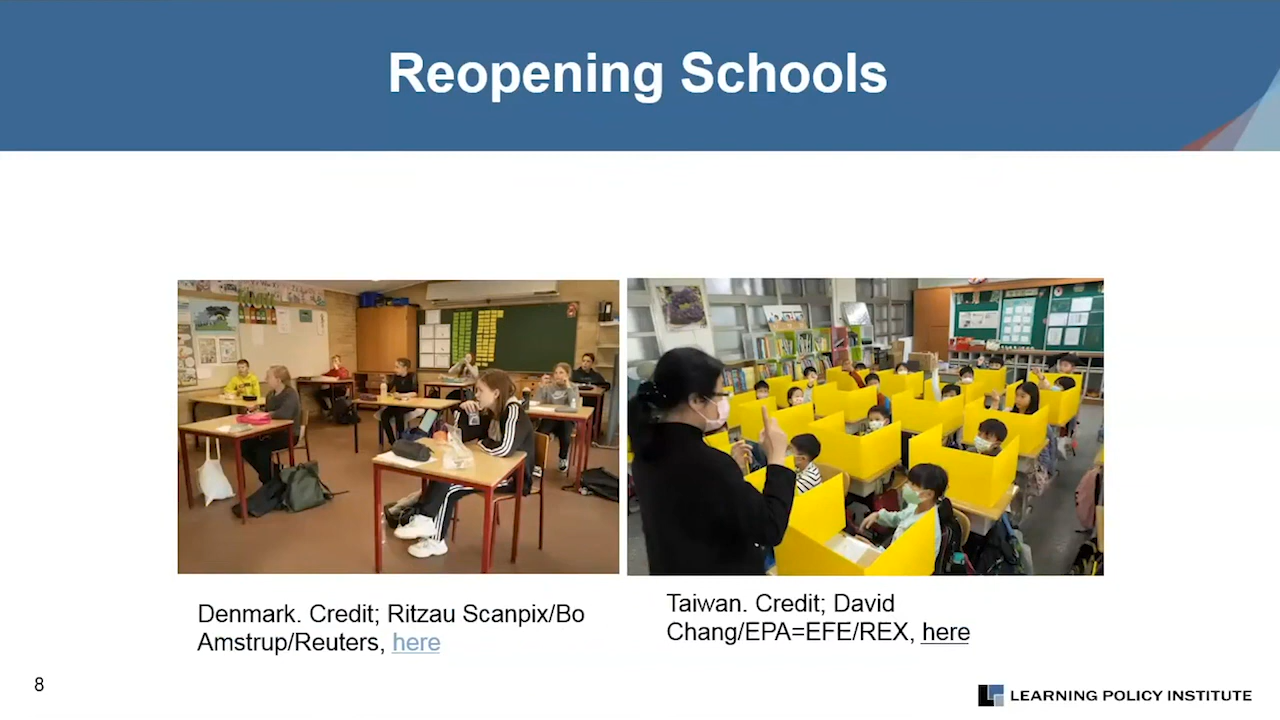 Reopening Schools
Denmark. Credit; Ritzau Scanpix/Bo
Amstrup/Reuters, here
Taiwan. Credit; David
Chang/EPA=EFE/REX, here
8
LEARNING POLICY INSTITUTE